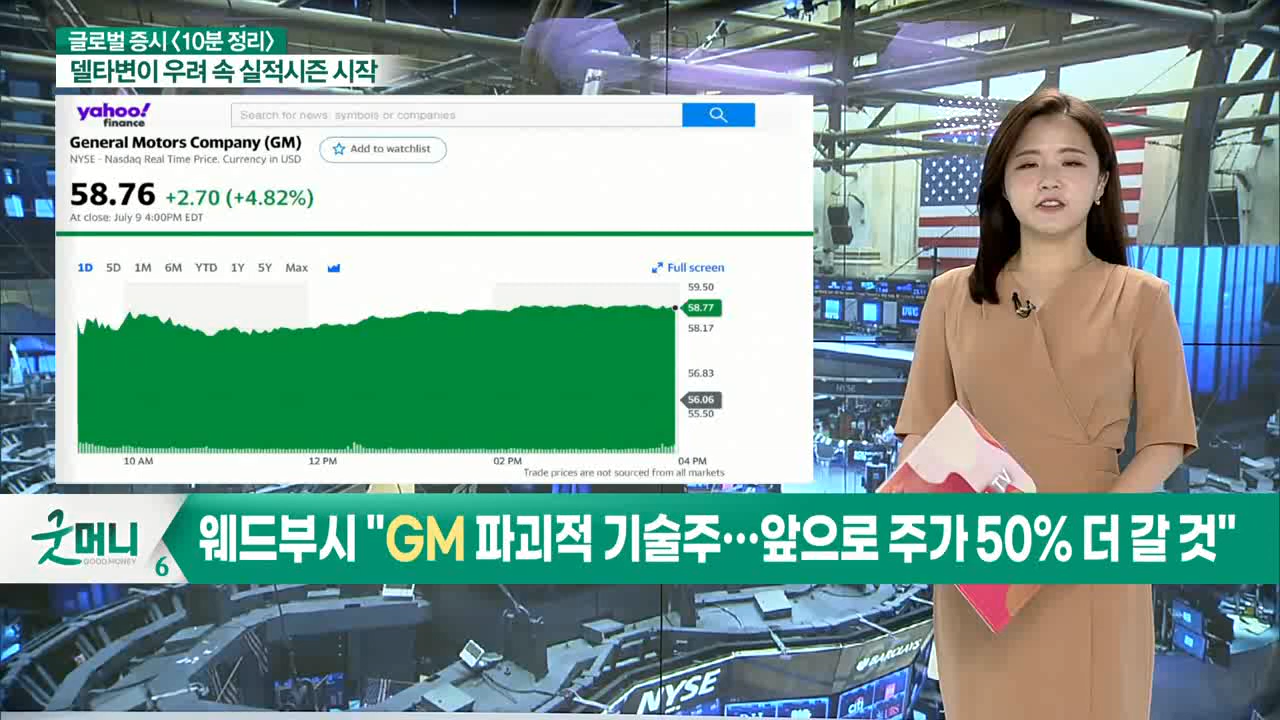 글로벌 증시 <10분 정리>
델타변이 우려 속 실적시즌 시작
yahoo!
finance
Search for news, symbols or companies
General Motors Company (GM)
Add to watchlist
NYSE - Nasdaq Real Time Price. Currency in USD
58.76 +2.70 (+4.82%)
At close: July 9 4:00PM EDT
1D 5D 1M 6M YTD 1Y 5Y Max
Full screen
59.50
58.77
58.17
56.83
56.06
55.50
10 AM 12 PM 02 PM 04 PM
Trade prices are not sourced from all markets
NYSE
TV
굿머니
GOOD MONEY
6
웨드부시 "GM 파괴적 기술주…앞으로 주가 50% 더 갈 것"
BARCLAYS
NYSE
citi